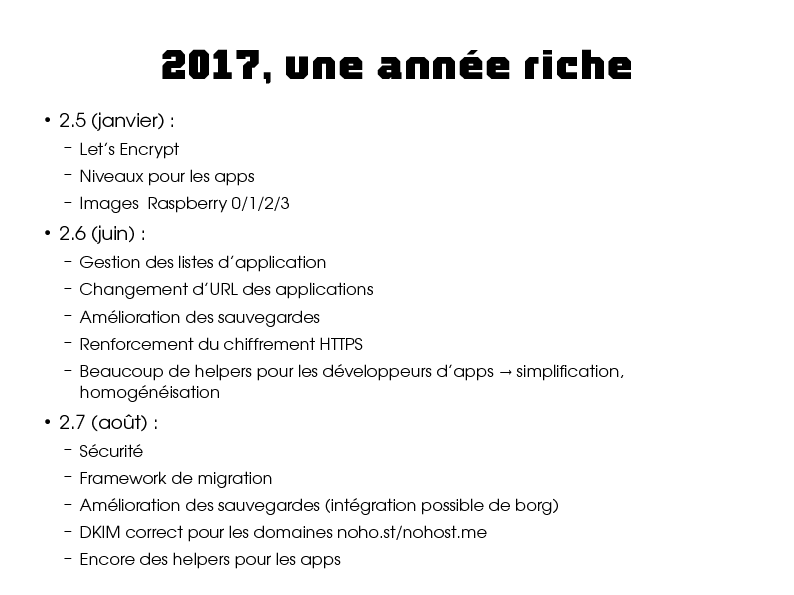 2017, une année riche
• 2.5 (janvier) :
– Let's Encrypt
– Niveaux pour les apps
– Images  Raspberry 0/1/2/3
• 2.6 (juin) :
– Gestion des listes d'application
– Changement d'URL des applications
– Amélioration des sauvegardes
– Renforcement du chiffrement HTTPS
– Beaucoup de helpers pour les développeurs d'apps → simplification,
homogénéisation
• 2.7 (août) :
– Sécurité
– Framework de migration
– Amélioration des sauvegardes (intégration possible de borg)
– DKIM correct pour les domaines noho.st/nohost.me
– Encore des helpers pour les apps